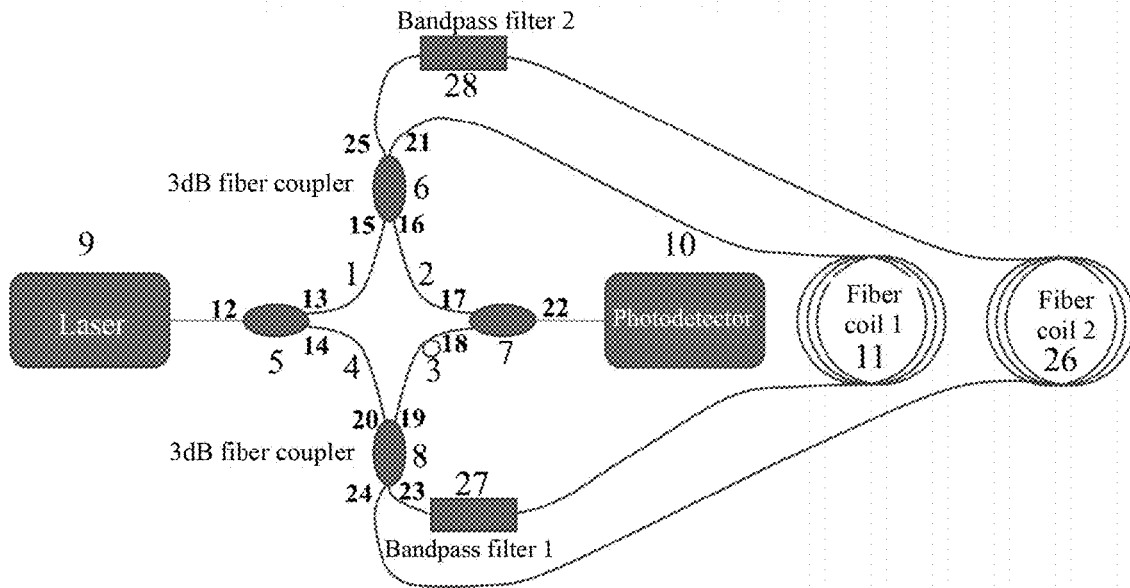 Bandpass filter 2
28
25 21
3dB fiber coupler
6
15 16
9
10
1 2
Laser
12 13
17
22
Photodetector
Fiber
coil 1
11
Fiber
coil 2
26
14
18
5
4
3
7
20 19
3dB fiber coupler
8
24 23
27
Bandpass filter 1